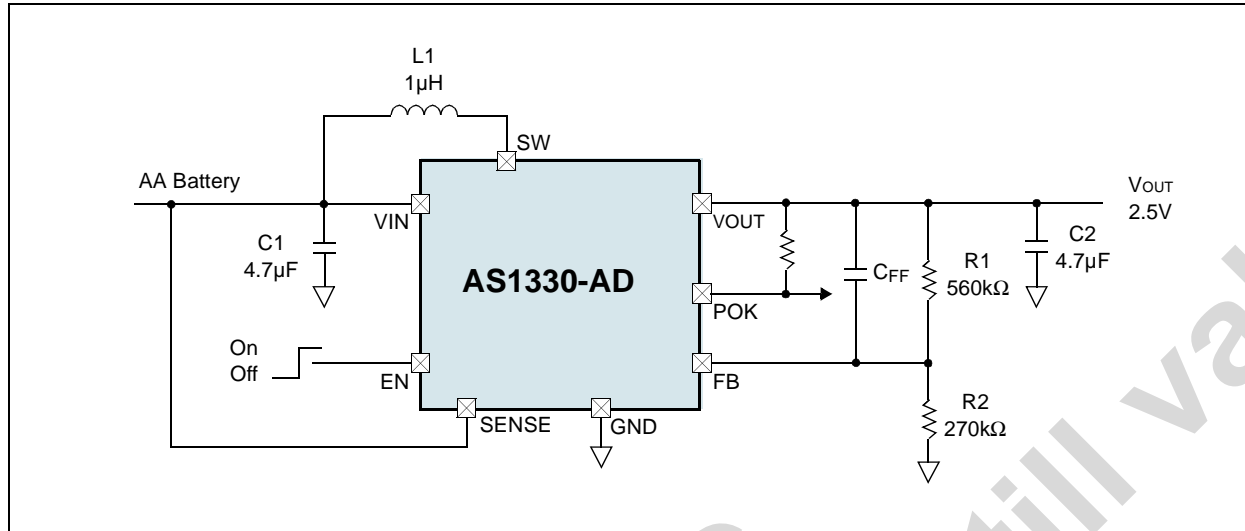 L1
1µH
SW
AA Battery
VIN
C1
4.7µF
AS1330-AD
VOUT
POK
FB
CFF
R1
560kΩ
C2
4.7µF
VOUT
2.5V
On
Off
EN
SENSE
GND
R2
270kΩ
till